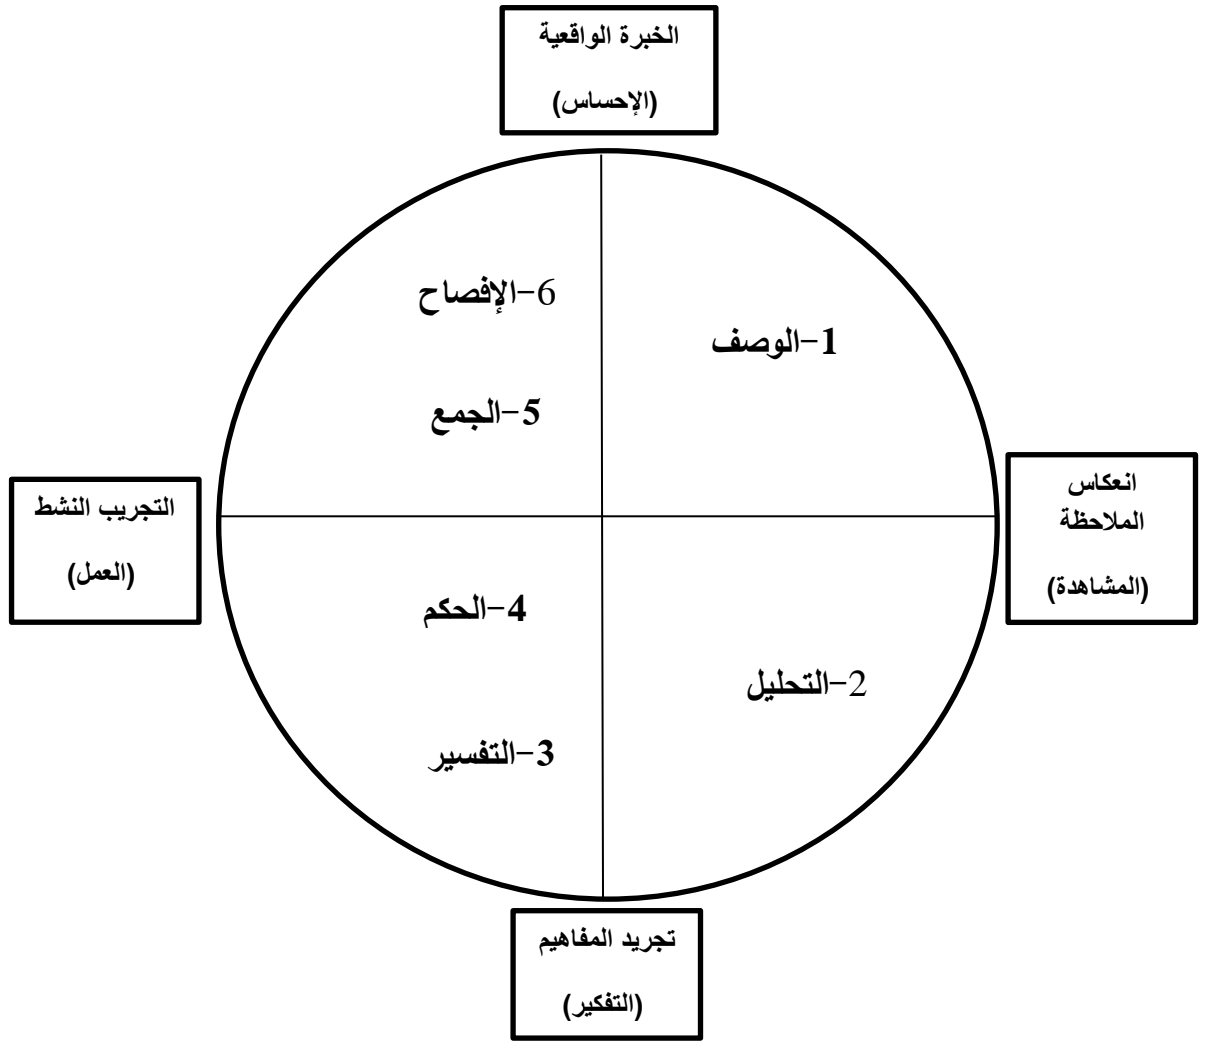 الخبرة الواقعية
(الإحساس)
6-الإفصاح
1-الوصف
5-الجمع
انعكاس
الملاحظة
(المشاهدة)
التجريب النشط
(العمل)
4-الحكم
2-التحليل
3-التفسير
تجريد المفاهيم
(التفكير)